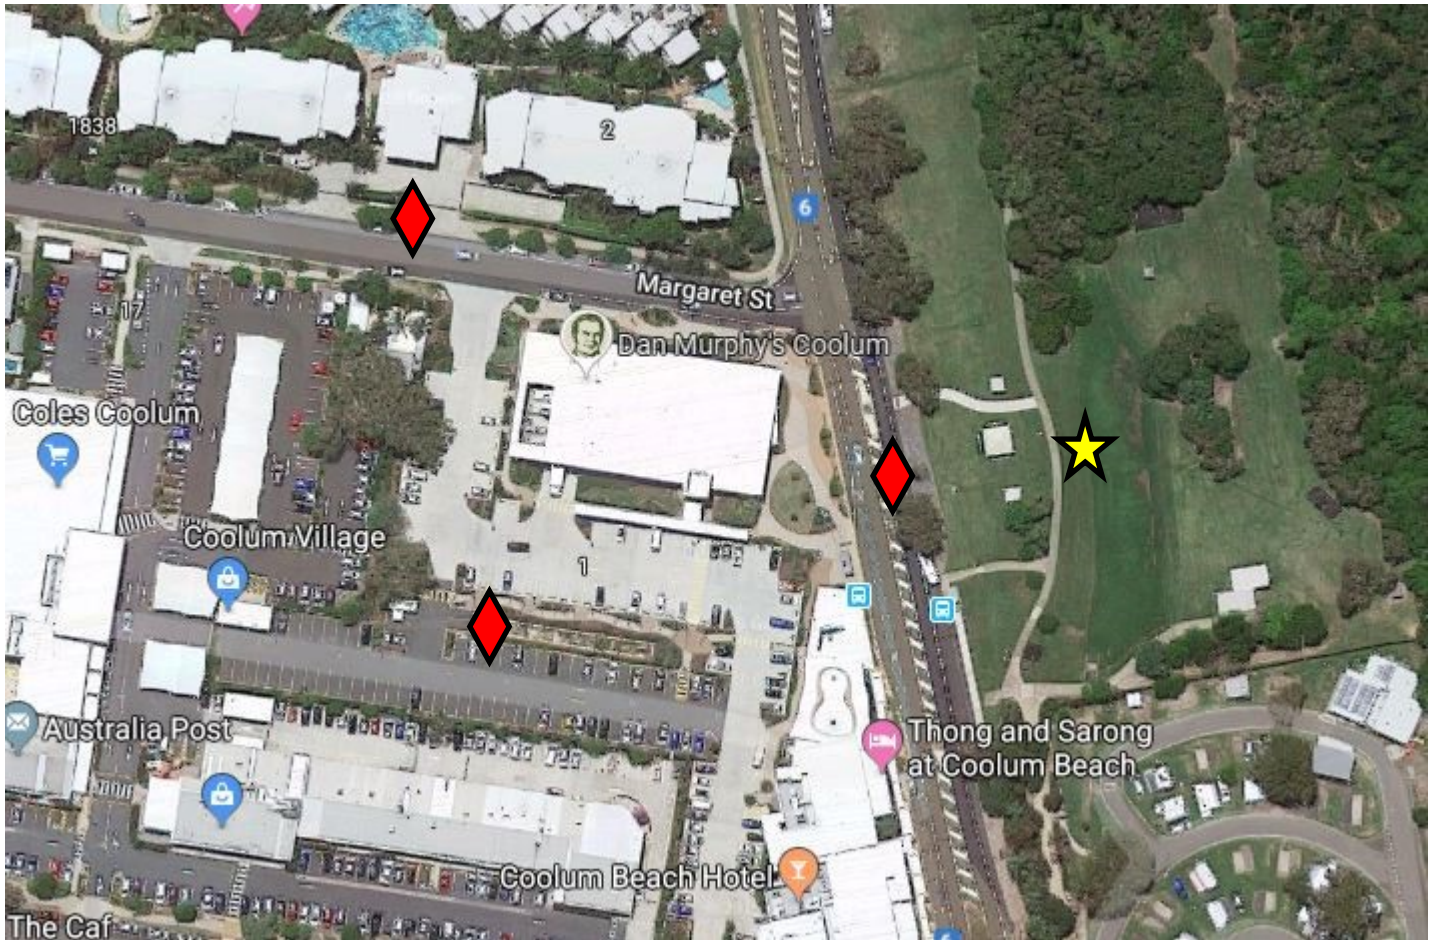 1838
2
6
Margaret St
17
Dan Murphy's Coolum
Coles Coolum
Coolum Village
1
Australia Post
Thong and Sarong
at Coolum Beach
Coolum Beach Hotel
The Caf
6